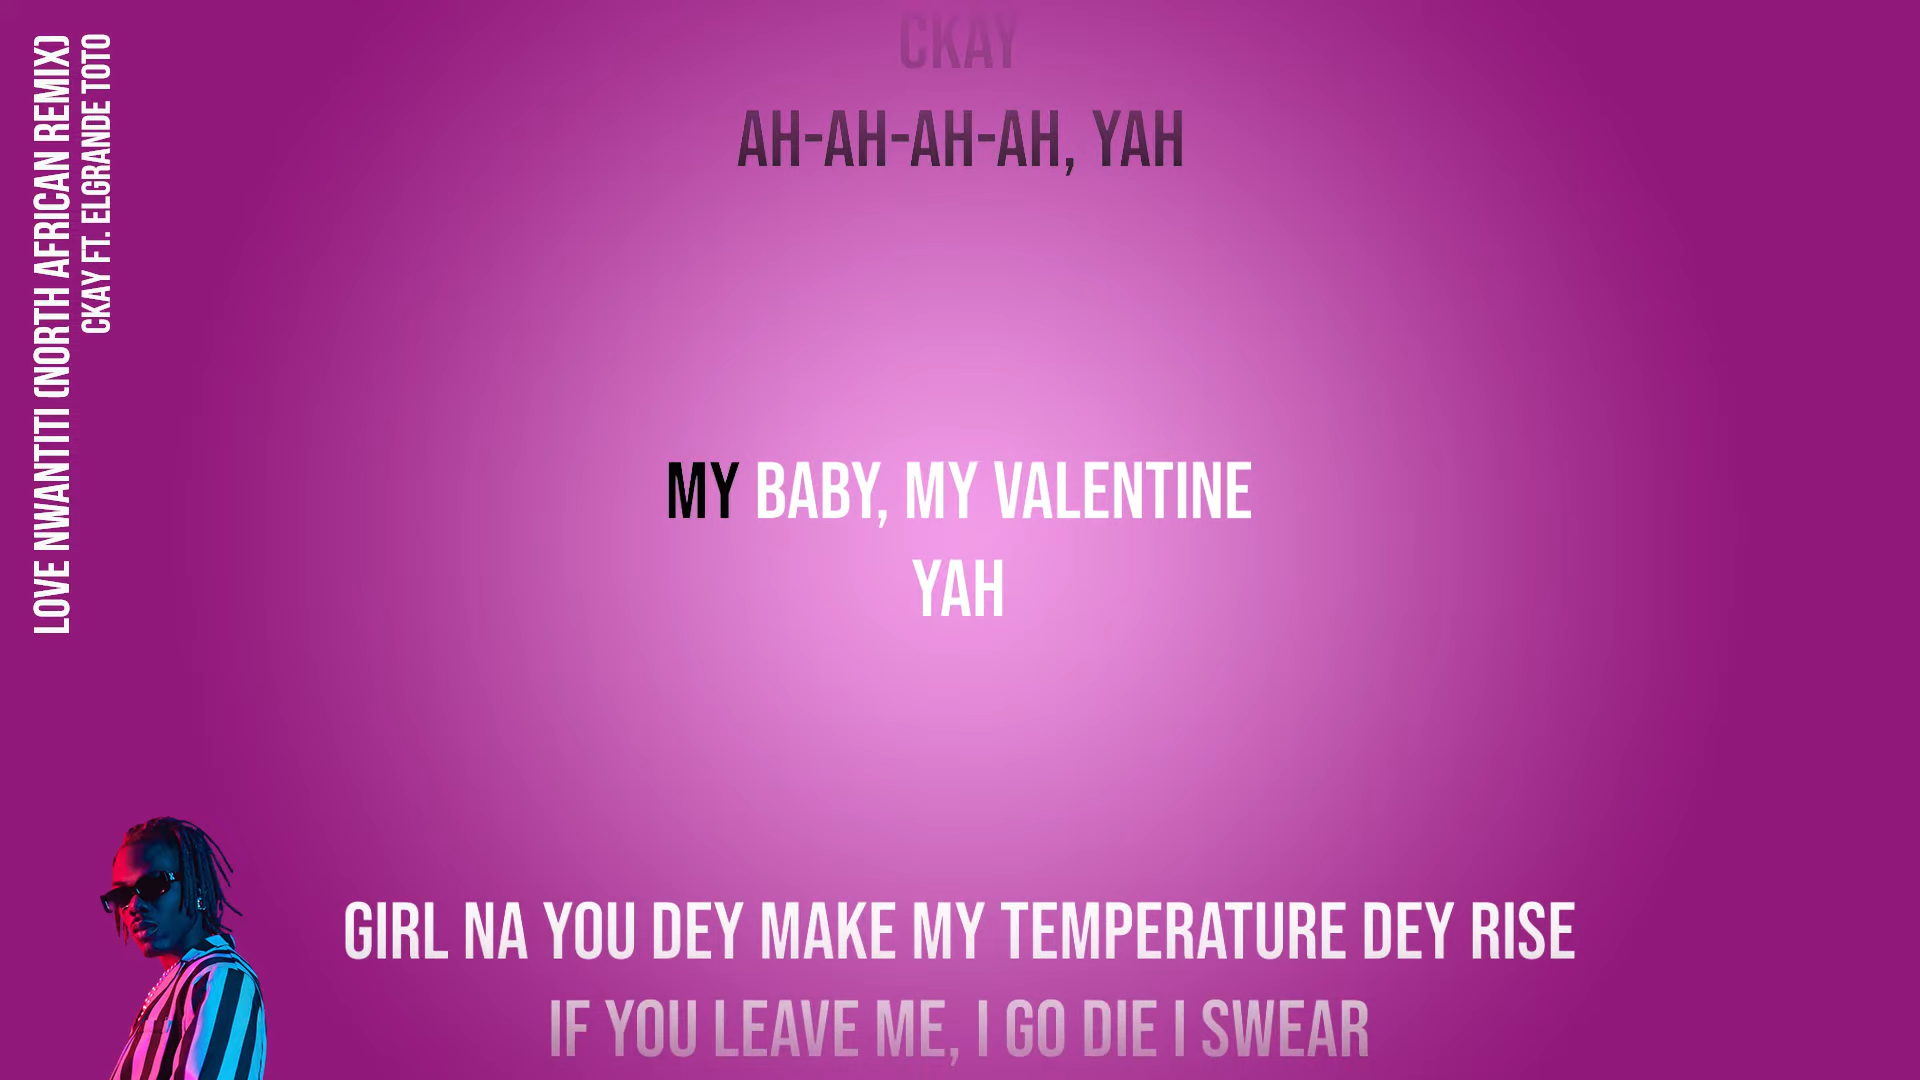 LOVE NWANTITI (NORTH AFRICAN REMIX)
CKAY FT. ELGRANDE TOTO
CKAY
AH-AH-AH-AH, YAH
MY BABY, MY VALENTINE
YAH
GIRL NA YOU DEY MAKE MY TEMPERATURE DEY RISE
IF YOU LEAVE ME, I GO DIE I SWEAR